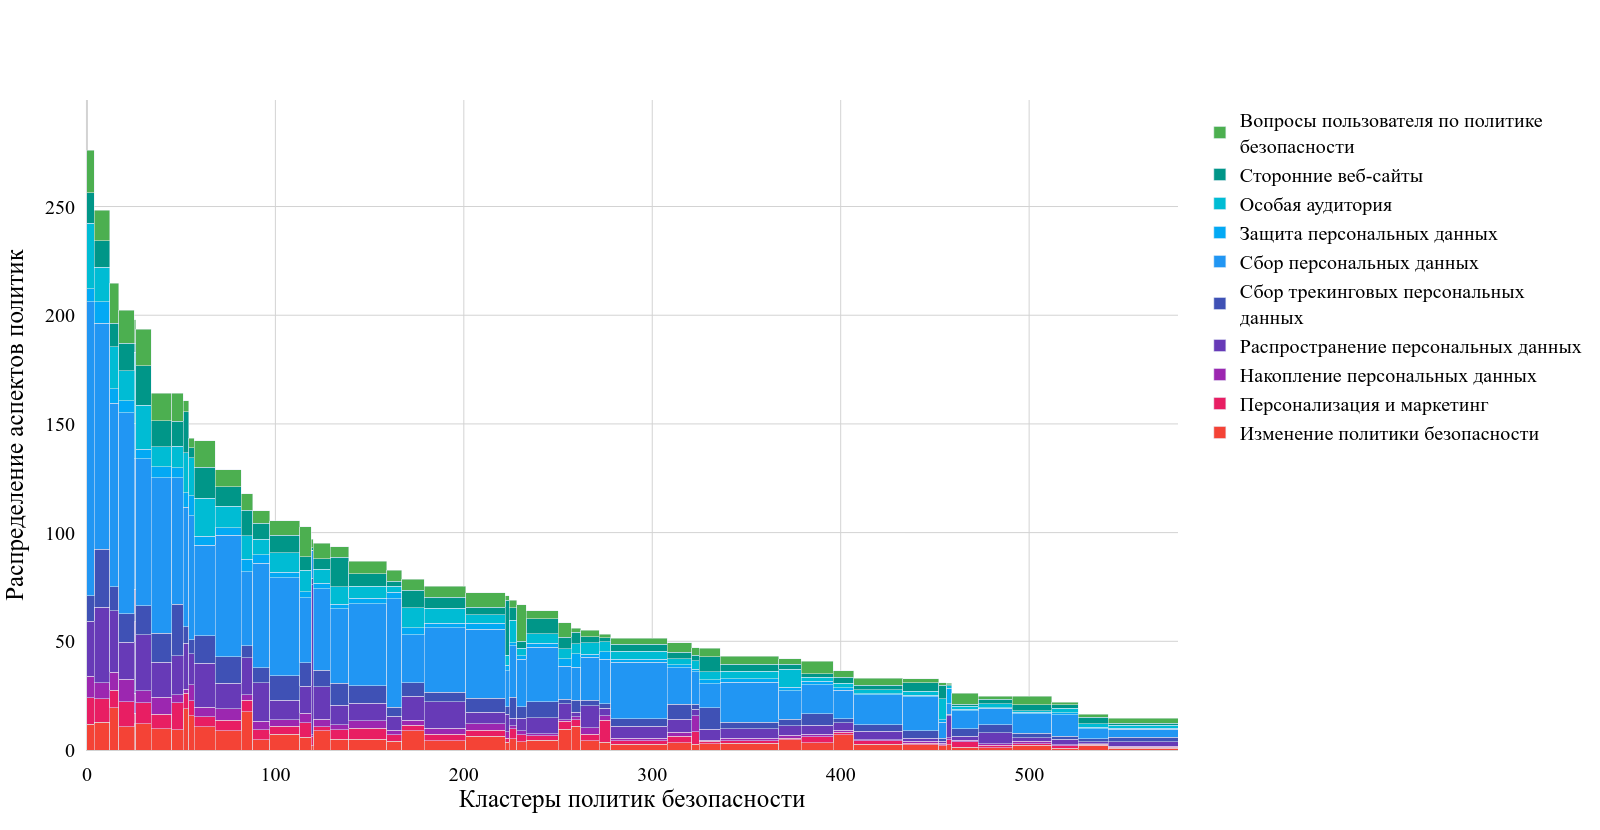 Распределение аспектов политик
250
200
150
100
50
0
0 100 200 300 400 500
Кластеры политик безопасности
Вопросы пользователя по политике
безопасности
Сторонние веб-сайты
Особая аудитория
Защита персональных данных
Сбор персональных данных
Сбор трекинговых персональных
данных
Распространение персональных данных
Накопление персональных данных
Персонализация и маркетинг
Изменение политики безопасности